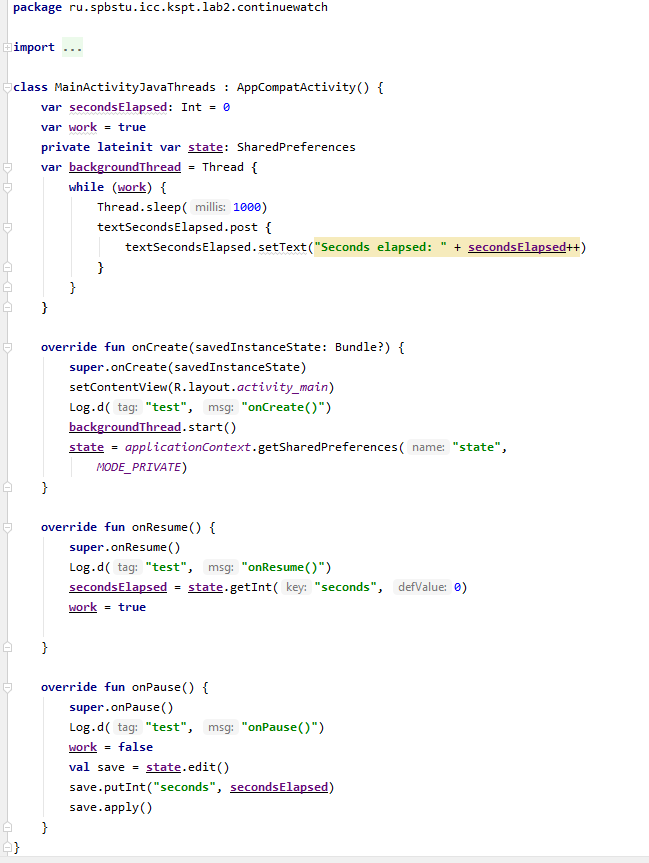 package ru.spbstu.icc.kspt.lab2.continuewatch
import ...
class MainActivityJavaThreads : AppCompatActivity() {
var secondsElapsed: Int = 0
var work = true
private lateinit var state: SharedPreferences
var backgroundThread = Thread {
while (work) {
Thread.sleep( millis: 1000)
textSecondsElapsed.post {
textSecondsElapsed.setText("Seconds elapsed: " + secondsElapsed++)
}
}
}
override fun onCreate(savedInstanceState: Bundle?) {
super.onCreate(savedInstanceState)
setContentView(R.layout.activity_main)
Log.d( tag: "test", msg: "onCreate()")
backgroundThread.start()
state = applicationContext.getSharedPreferences( name: "state",
MODE_PRIVATE)
}
override fun onResume() {
super.onResume()
Log.d( tag: "test", msg: "onResume()")
secondsElapsed = state.getInt( key: "seconds", defValue: 0)
work = true
}
override fun onPause() {
super.onPause()
Log.d( tag: "test", msg: "onPause()")
work = false
val save = state.edit()
save.putInt("seconds", secondsElapsed)
save.apply()
}
}